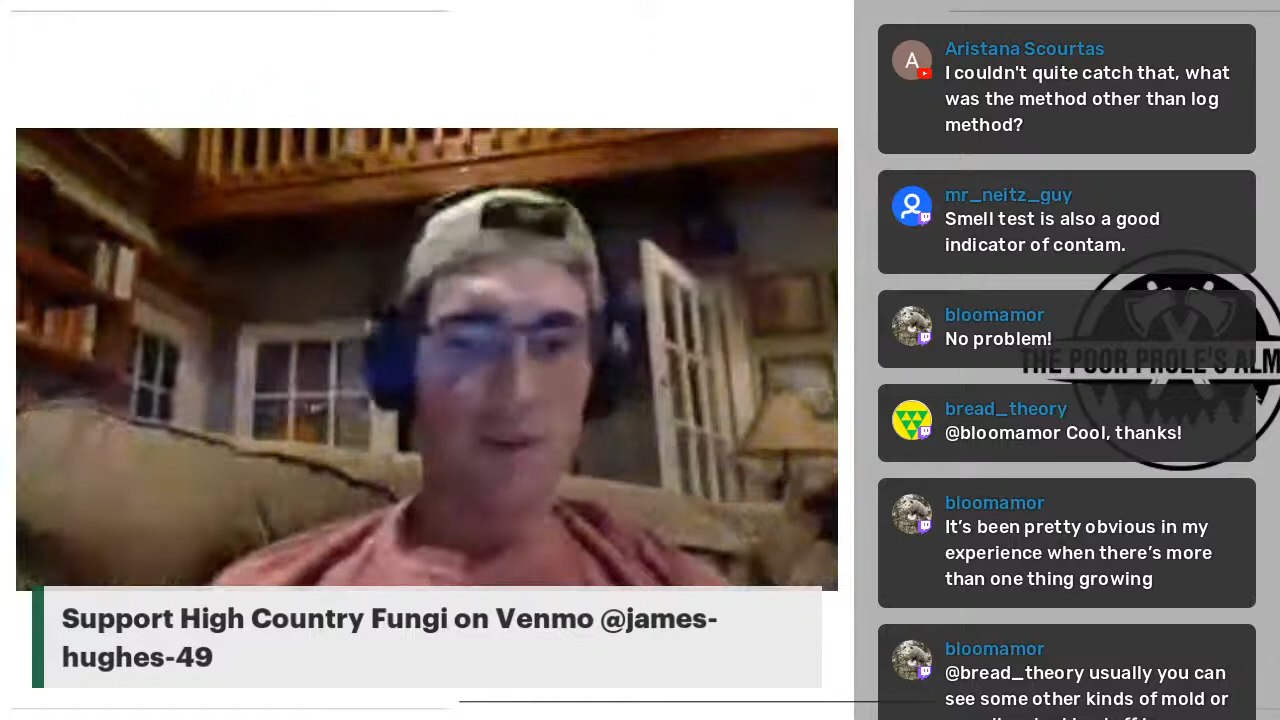 Aristana Scourtas
I couldn't quite catch that, what
was the method other than log
method?
mr_neitz_guy
Smell test is also a good
indicator of contam.
bloomamor
No problem!
THE POOR PROLE'S ALM
bread_theory
@bloomamor Cool, thanks!
bloomamor
It’s been pretty obvious in my
experience when there’s more
than one thing growing
bloomamor
@bread_theory usually you can
see some other kinds of mold or
Support High Country Fungi on Venmo @james-
hughes-49
A